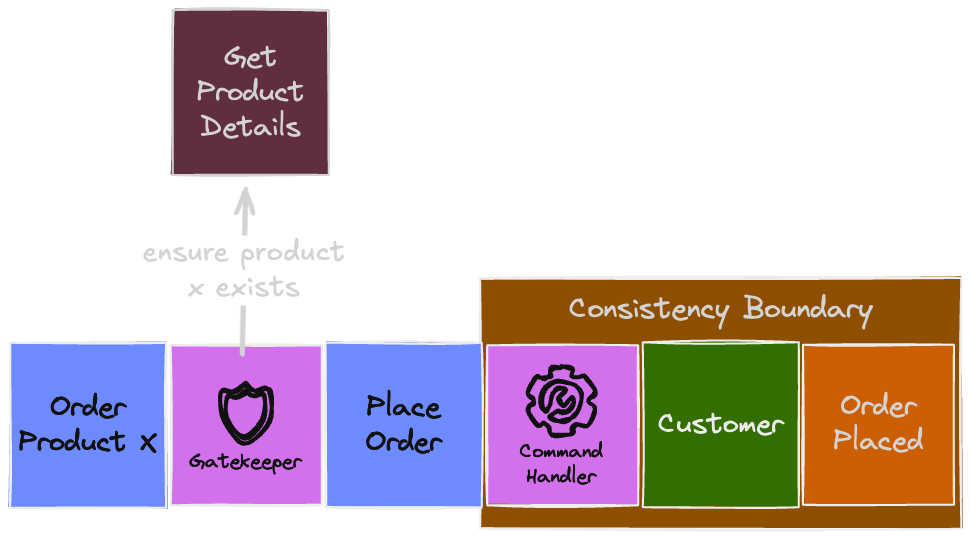 Get
Product
Details
ensure product
x exists
Consistency Boundary
Order
Product X
Gatekeeper
Place
Order
Command
Handler
Customer
Order
Placed